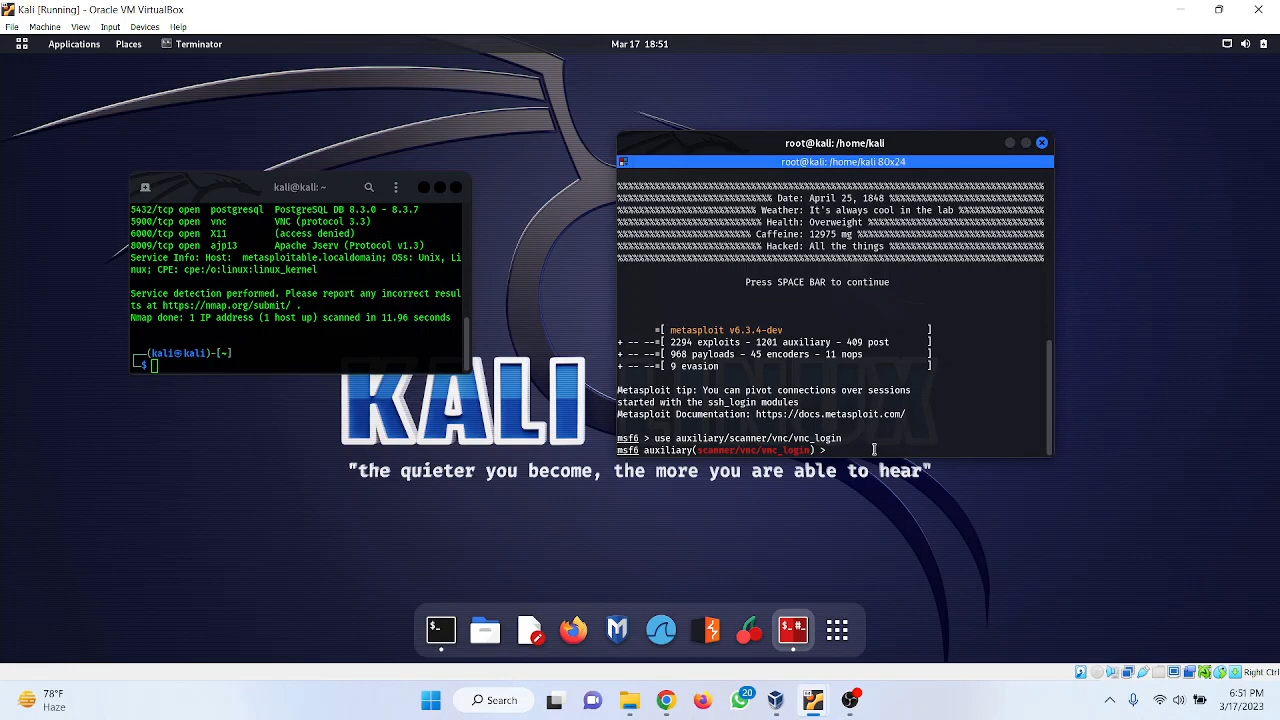 Kali [Running] - Oracle VM VirtualBox
File Machine View Input Devices Help
Applications Places Terminator Mar 17 18:51
kali@kali: ~
5432/tcp open postgresql PostgreSQL DB 8.3.0 - 8.3.7
5900/tcp open vnc VNC (protocol 3.3)
6000/tcp open X11 (access denied)
8009/tcp open ajp13 Apache Jserv (Protocol v1.3)
Service Info: Host: metasploitable.localdomain; OSs: Unix, Li
nux; CPE: cpe:/o:linux:linux_kernel
Service detection performed. Please report any incorrect resul
ts at https://nmap.org/submit/ .
Nmap done: 1 IP address (1 host up) scanned in 11.96 seconds
(kali㉿kali)-[~]
$
root@kali: /home/kali
root@kali: /home/kali 80x24
%%%%%%%%%%%%%%%%%%%%%%%%%%%%%%%%%%%%%%%%%%%%%%%%%%%%%%%%%%%%%%%%%%%%%%%%%%%%%%%%
%%%%%%%%%%%%%%%%%%%%%%%%%%%%% Date: April 25, 1848 %%%%%%%%%%%%%%%%%%%%%%%%%%%%%
%%%%%%%%%%%%%%%%%%%%%%%%%% Weather: It's always cool in the lab %%%%%%%%%%%%%%%%
%%%%%%%%%%%%%%%%%%%%%%%%%%% Health: Overweight %%%%%%%%%%%%%%%%%%%%%%%%%%%%%%%%%
%%%%%%%%%%%%%%%%%%%%%%%%% Caffeine: 12975 mg %%%%%%%%%%%%%%%%%%%%%%%%%%%%%%%%%%%
%%%%%%%%%%%%%%%%%%%%%%%%%%% Hacked: All the things %%%%%%%%%%%%%%%%%%%%%%%%%%%%%
%%%%%%%%%%%%%%%%%%%%%%%%%%%%%%%%%%%%%%%%%%%%%%%%%%%%%%%%%%%%%%%%%%%%%%%%%%%%%%%%
Press SPACE BAR to continue
=[ metasploit v6.3.4-dev ]
+ -- --=[ 2294 exploits - 1201 auxiliary - 409 post ]
+ -- --=[ 968 payloads - 45 encoders - 11 nops ]
+ -- --=[ 9 evasion ]
Metasploit tip: You can pivot connections over sessions
started with the ssh_login modules
Metasploit Documentation: https://docs.metasploit.com/
msf6 > use auxiliary/scanner/vnc/vnc_login
msf6 auxiliary(scanner/vnc/vnc_login) >
KALI
"the quieter you become, the more you are able to hear"
Right Ctrl
78°F
Haze
Search
20
6:51 PM
3/17/2023